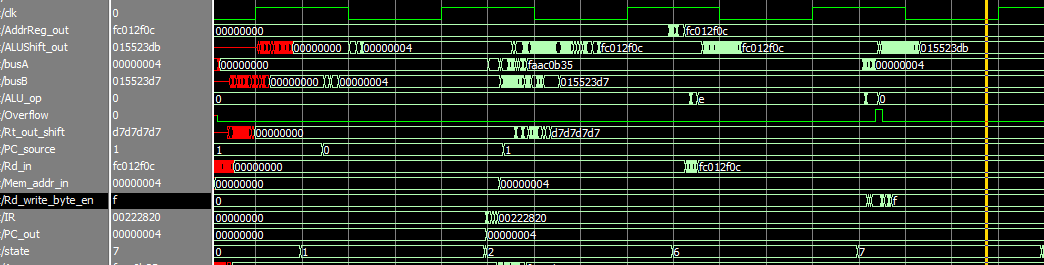 /clk 0
/AddrReg_out fc012f0c 00000000 fc012f0c
/ALUShift_out 015523db 00000000 00000004 fc012f0c fc012f0c 015523db
/busA 00000004 00000000 faac0b35 00000004
/busB 015523d7 00000000 00000004 015523d7
/ALU_op 0 0 e 0
/Overflow 0
/Rt_out_shift d7d7d7d7 00000000 d7d7d7d7
/PC_source 1 1 0 1
/Rd_in fc012f0c 00000000 fc012f0c
/Mem_addr_in 00000004 00000000 00000004
/Rd_write_byte_en f 0 f
/IR 00222820 00000000 00222820
/PC_out 00000004 00000000 00000004
/state 7 0 1 2 6 7